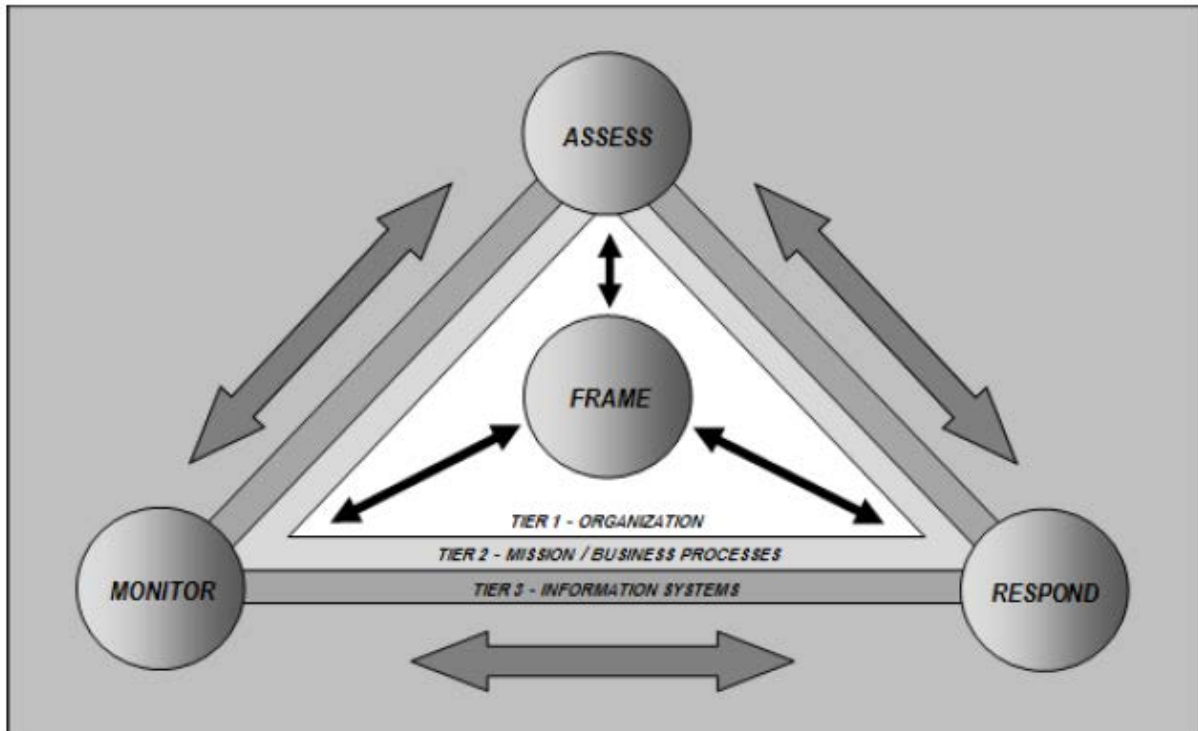 ASSESS
FRAME
TIER 1 - ORGANIZATION
TIER 2 - MISSION / BUSINESS PROCESSES
TIER 3 - INFORMATION SYSTEMS
MONITOR
RESPOND